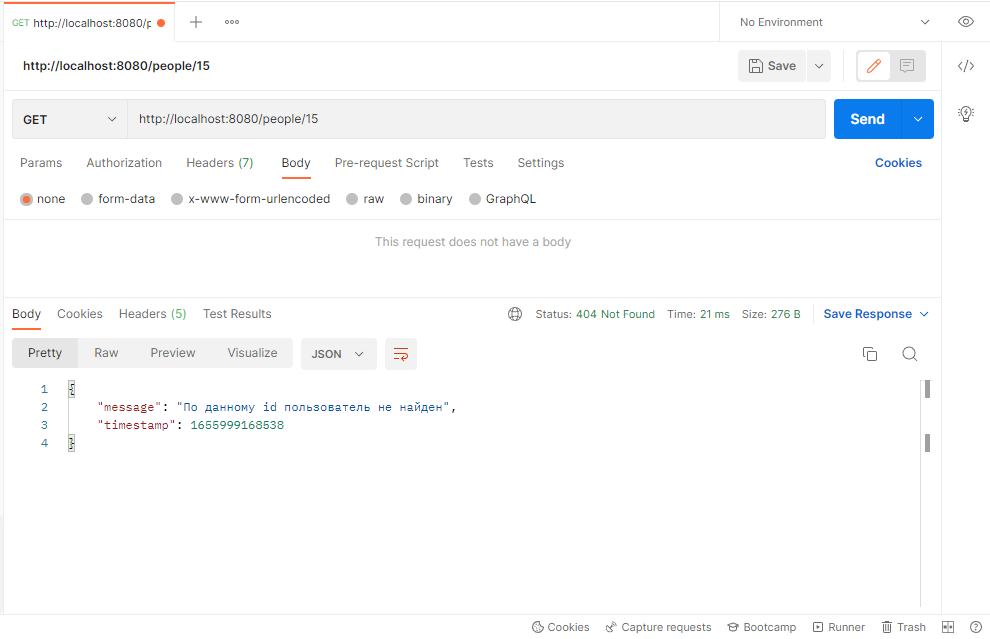 GET http://localhost:8080/p
No Environment
http://localhost:8080/people/15
Save
GET http://localhost:8080/people/15 Send
Params Authorization Headers (7) Body Pre-request Script Tests Settings Cookies
none form-data x-www-form-urlencoded raw binary GraphQL
This request does not have a body
Body Cookies Headers (5) Test Results Status: 404 Not Found Time: 21 ms Size: 276 B Save Response
Pretty Raw Preview Visualize JSON
1 {
2 "message": "По данному id пользователь не найден",
3 "timestamp": 1655999168538
4 }
Cookies Capture requests Bootcamp Runner Trash